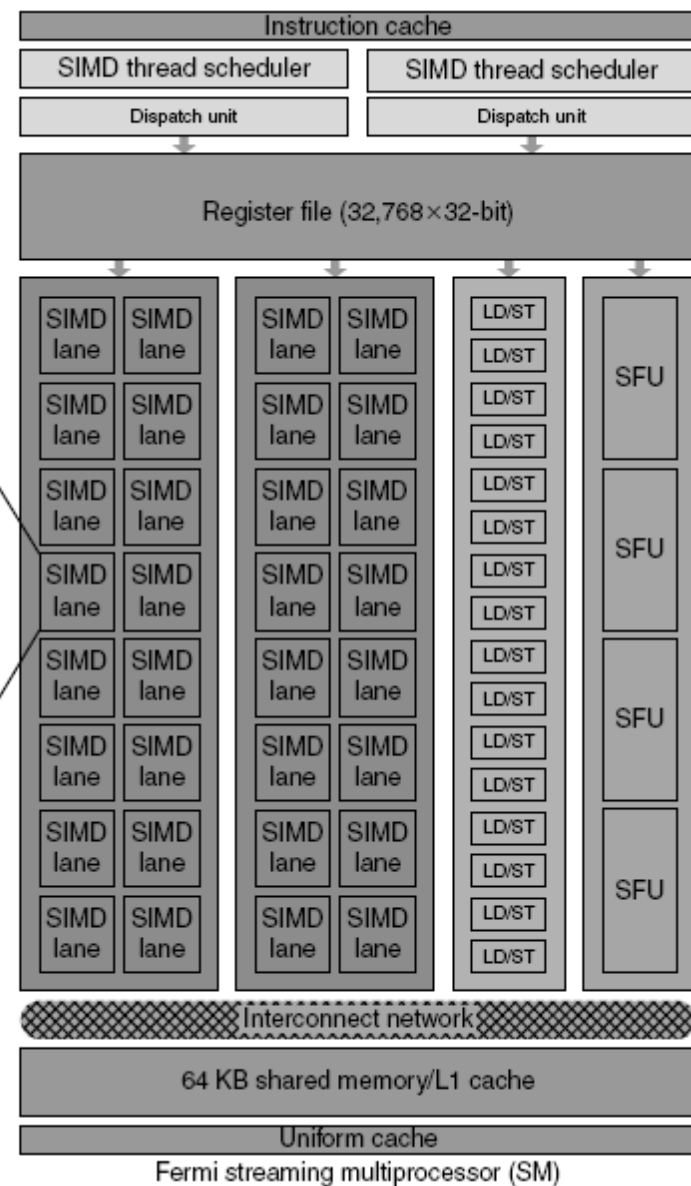 Instruction cache
SIMD thread scheduler SIMD thread scheduler
Dispatch unit Dispatch unit
Register file (32,768×32-bit)
SIMD SIMD SIMD SIMD LD/ST
lane lane lane lane LD/ST
SIMD SIMD SIMD SIMD LD/ST
lane lane lane lane LD/ST
SFU
SIMD SIMD SIMD SIMD LD/ST
lane lane lane lane LD/ST
SIMD SIMD SIMD SIMD LD/ST
lane lane lane lane LD/ST
SFU
SIMD SIMD SIMD SIMD LD/ST
lane lane lane lane LD/ST
SIMD SIMD SIMD SIMD LD/ST
lane lane lane lane LD/ST
SFU
SIMD SIMD SIMD SIMD LD/ST
lane lane lane lane LD/ST
SIMD SIMD SIMD SIMD LD/ST
lane lane lane lane LD/ST
SFU
Interconnect network
64 KB shared memory/L1 cache
Uniform cache
Fermi streaming multiprocessor (SM)